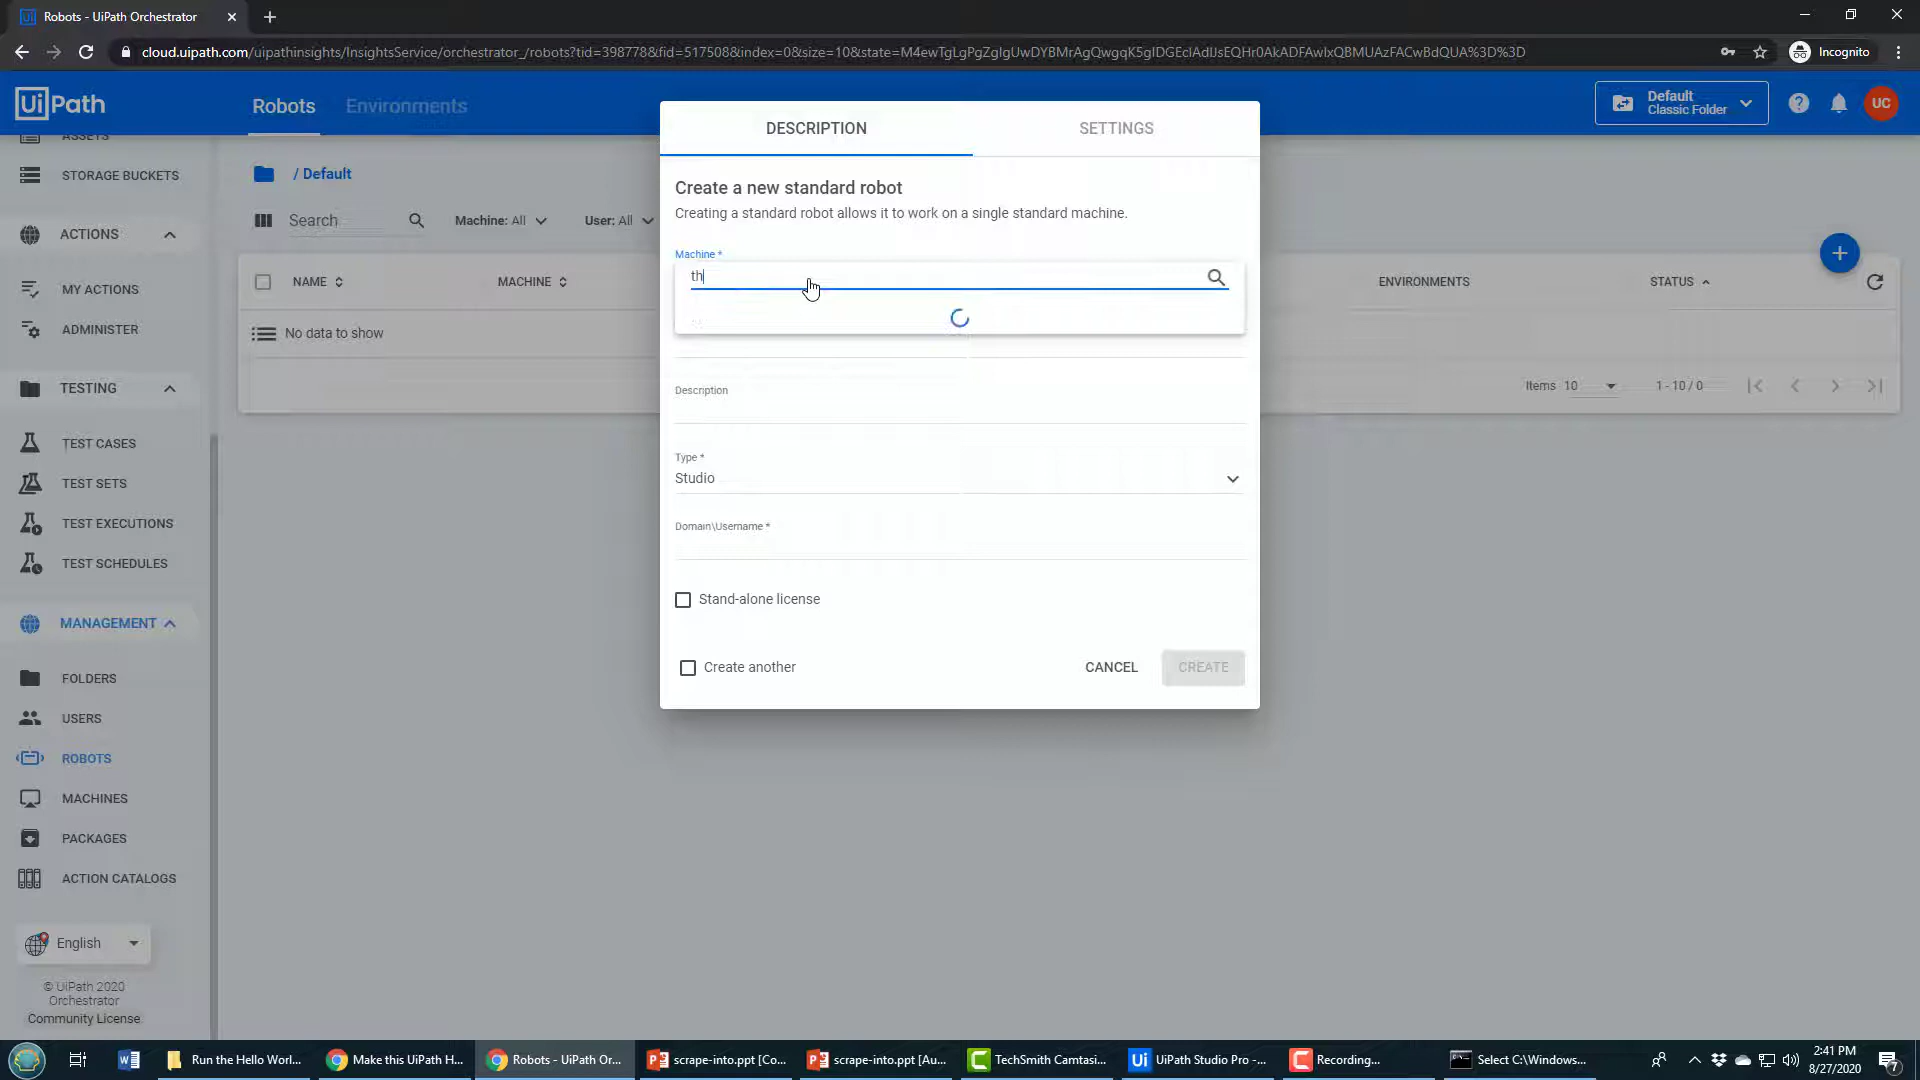 Robots - UiPath Orchestrator
cloud.uipath.com/uipathinsights/InsightsService/orchestrator_/robots?tid=398778&fid=517508&index=0&size=10&state=
Incognito
UiPath
Robots
Environments
Default
Classic Folder
UC
ASSETS
STORAGE BUCKETS
ACTIONS
MY ACTIONS
ADMINISTER
TESTING
TEST CASES
TEST SETS
TEST EXECUTIONS
TEST SCHEDULES
MANAGEMENT
FOLDERS
USERS
ROBOTS
MACHINES
PACKAGES
ACTION CATALOGS
English
© UiPath 2020
Orchestrator
Community License
/ Default
Search
Machine: All
User: All
NAME
MACHINE
ENVIRONMENTS
STATUS
No data to show
Items 10
1 - 10 / 0
DESCRIPTION
SETTINGS
Create a new standard robot
Creating a standard robot allows it to work on a single standard machine.
Machine *
th
Description
Type *
Studio
Domain\Username *
Stand-alone license
Create another
CANCEL
CREATE
Run the Hello Worl...
Make this UiPath H...
Robots - UiPath Or...
scrape-into.ppt [Co...
scrape-into.ppt [Au...
TechSmith Camtasi...
UiPath Studio Pro -...
Recording...
Select C:\Windows...
2:41 PM
8/27/2020
7